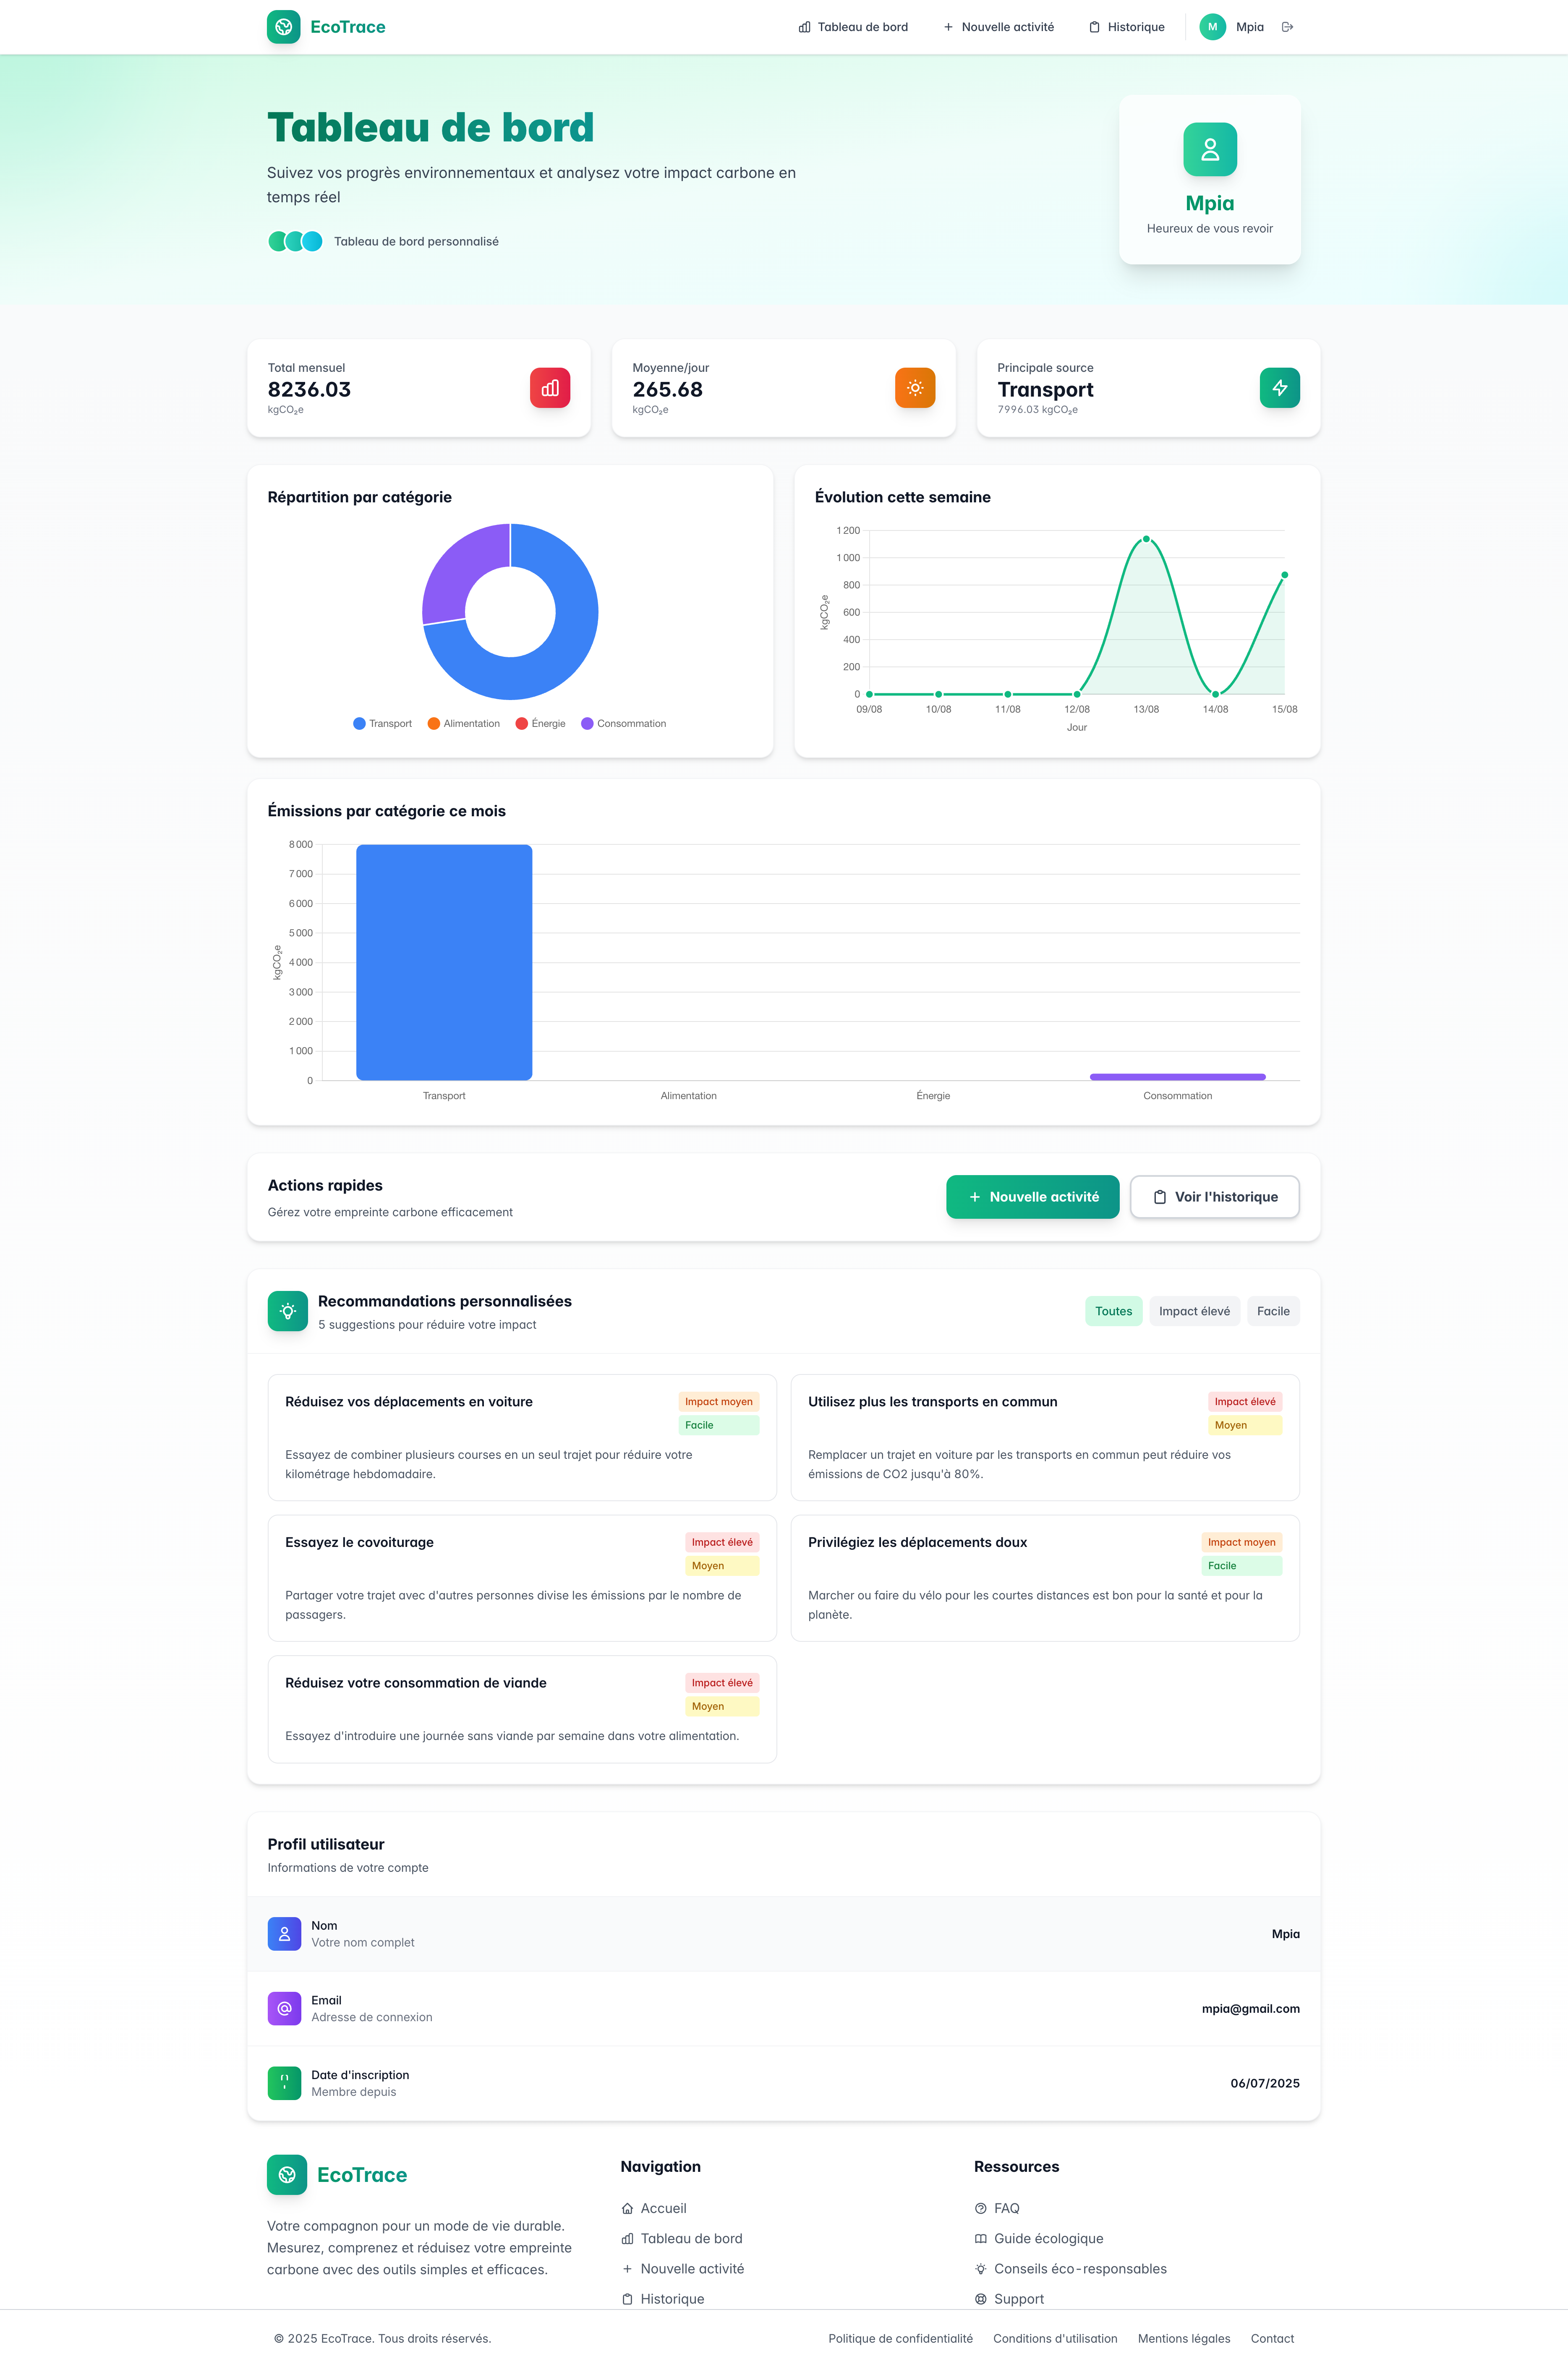 EcoTrace
Tableau de bord
Nouvelle activité
Historique
M
Mpia
Tableau de bord
Suivez vos progrès environnementaux et analysez votre impact carbone en
temps réel
Tableau de bord personnalisé
Mpia
Heureux de vous revoir
Total mensuel
8236.03
kgCO₂e
Moyenne/jour
265.68
kgCO₂e
Principale source
Transport
7996.03 kgCO₂e
Répartition par catégorie
Transport
Alimentation
Énergie
Consommation
Évolution cette semaine
1 200
1 000
800
600
400
200
0
kgCO₂e
09/08
10/08
11/08
12/08
13/08
14/08
15/08
Jour
Émissions par catégorie ce mois
8 000
7 000
6 000
5 000
4 000
3 000
2 000
1 000
0
kgCO₂e
Transport
Alimentation
Énergie
Consommation
Actions rapides
Gérez votre empreinte carbone efficacement
Nouvelle activité
Voir l'historique
Recommandations personnalisées
5 suggestions pour réduire votre impact
Toutes
Impact élevé
Facile
Réduisez vos déplacements en voiture
Impact moyen
Facile
Essayez de combiner plusieurs courses en un seul trajet pour réduire votre
kilométrage hebdomadaire.
Utilisez plus les transports en commun
Impact élevé
Moyen
Remplacer un trajet en voiture par les transports en commun peut réduire vos
émissions de CO2 jusqu'à 80%.
Essayez le covoiturage
Impact élevé
Moyen
Partager votre trajet avec d'autres personnes divise les émissions par le nombre de
passagers.
Privilégiez les déplacements doux
Impact moyen
Facile
Marcher ou faire du vélo pour les courtes distances est bon pour la santé et pour la
planète.
Réduisez votre consommation de viande
Impact élevé
Moyen
Essayez d'introduire une journée sans viande par semaine dans votre alimentation.
Profil utilisateur
Informations de votre compte
Nom
Votre nom complet
Mpia
Email
Adresse de connexion
mpia@gmail.com
Date d'inscription
Membre depuis
06/07/2025
EcoTrace
Votre compagnon pour un mode de vie durable.
Mesurez, comprenez et réduisez votre empreinte
carbone avec des outils simples et efficaces.
Navigation
Accueil
Tableau de bord
Nouvelle activité
Historique
Ressources
FAQ
Guide écologique
Conseils éco-responsables
Support
© 2025 EcoTrace. Tous droits réservés.
Politique de confidentialité
Conditions d'utilisation
Mentions légales
Contact